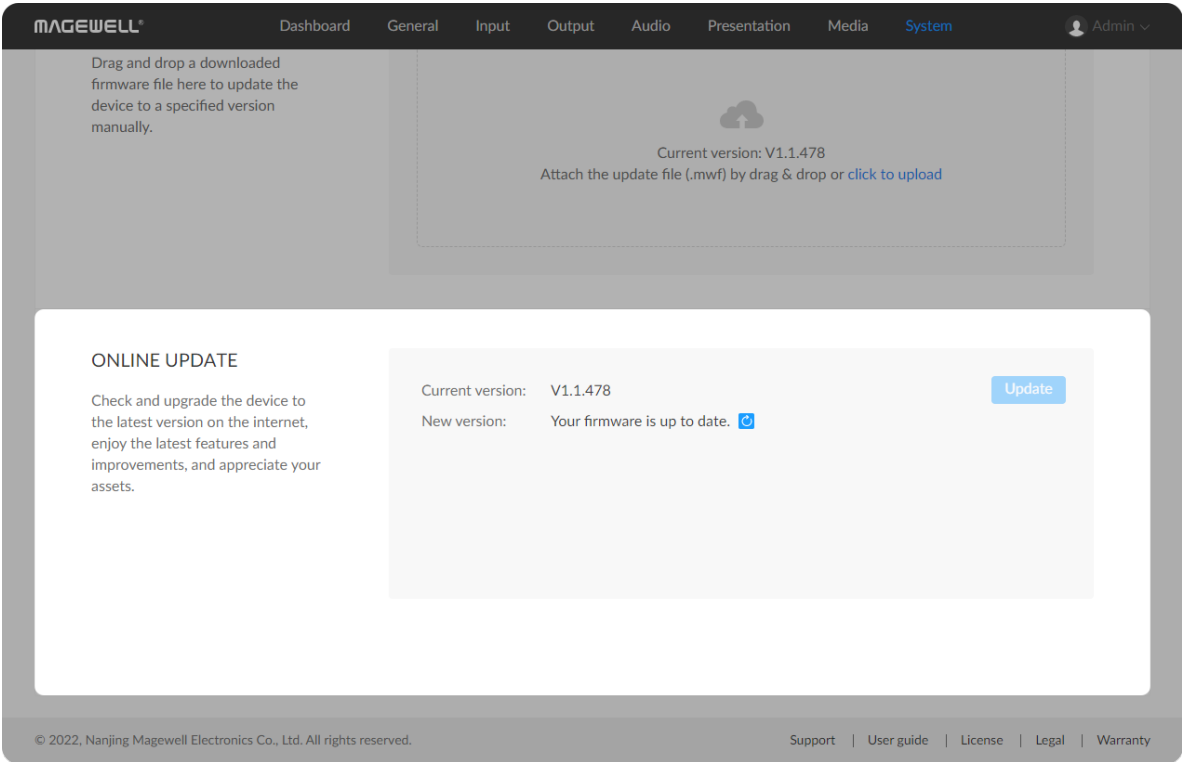 MAGEWELL®
Dashboard General Input Output Audio Presentation Media System Admin
Drag and drop a downloaded
firmware file here to update the
device to a specified version
manually.
Current version: V1.1.478
Attach the update file (.mwf) by drag & drop or click to upload
ONLINE UPDATE
Check and upgrade the device to
the latest version on the internet,
enjoy the latest features and
improvements, and appreciate your
assets.
Current version: V1.1.478
Update
New version: Your firmware is up to date.
© 2022, Nanjing Magewell Electronics Co., Ltd. All rights reserved.
Support | User guide | License | Legal | Warranty